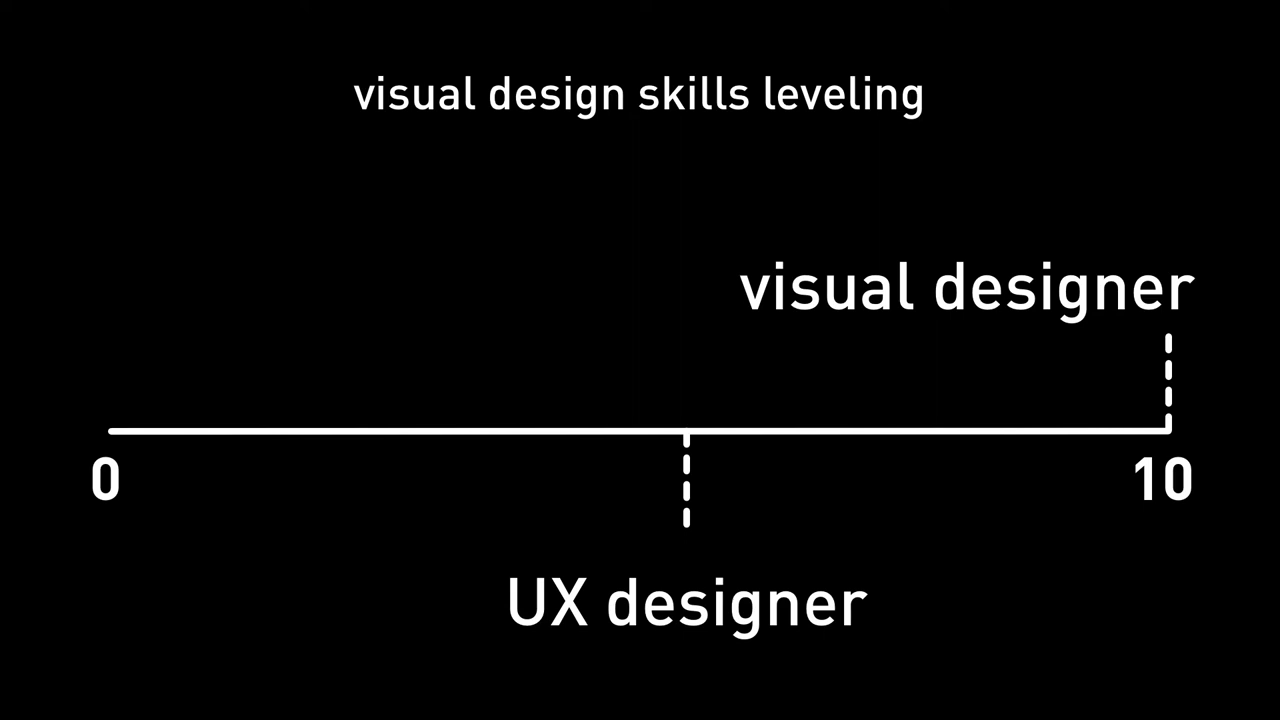 visual design skills leveling
visual designer
0
10
UX designer